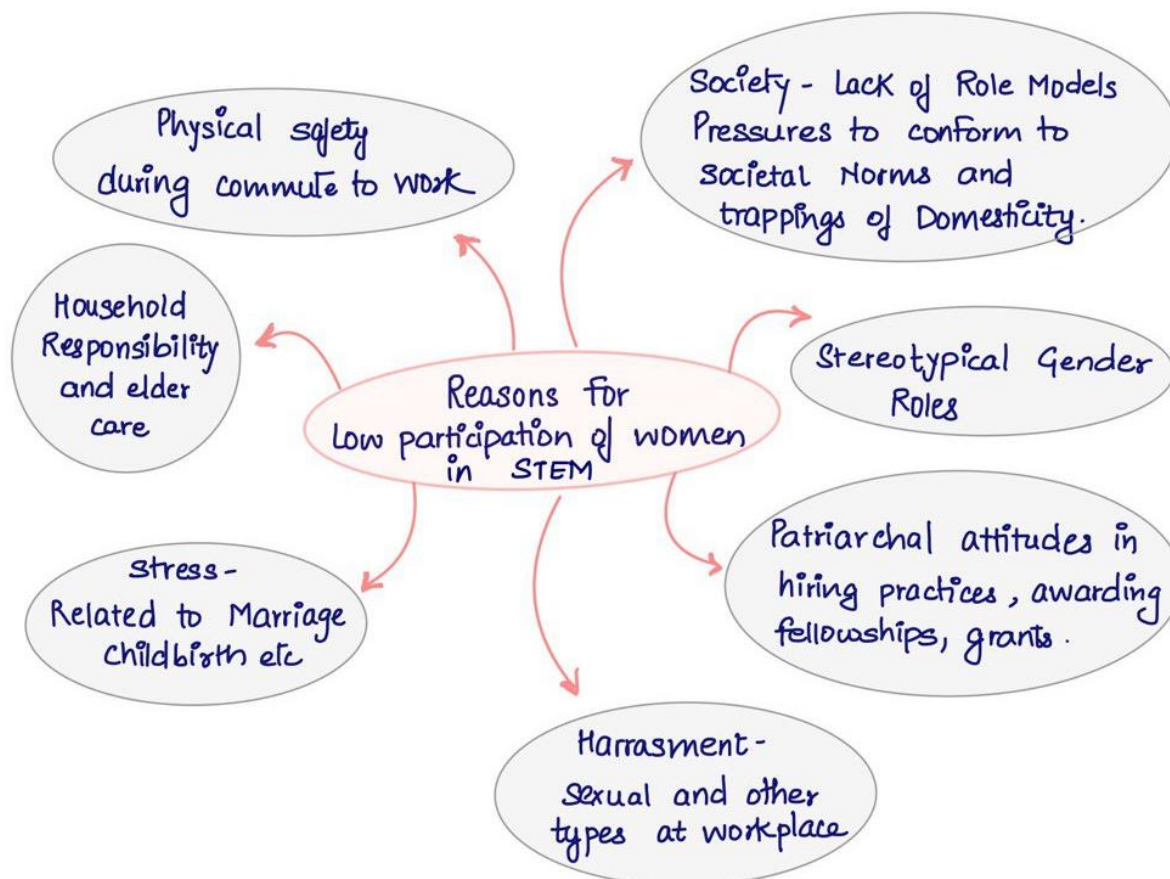 Physical safety
during commute to work
Society - Lack of Role Models
Pressures to conform to
societal Norms and
trappings of Domesticity.
Household
Responsibility
and elder
care
Reasons for
Low participation of women
in STEM
Stereotypical Gender
Roles
Stress-
Related to Marriage
childbirth etc
Patriarchal attitudes in
hiring practices, awarding
fellowships, grants.
Harrasment-
sexual and other
types at workplace